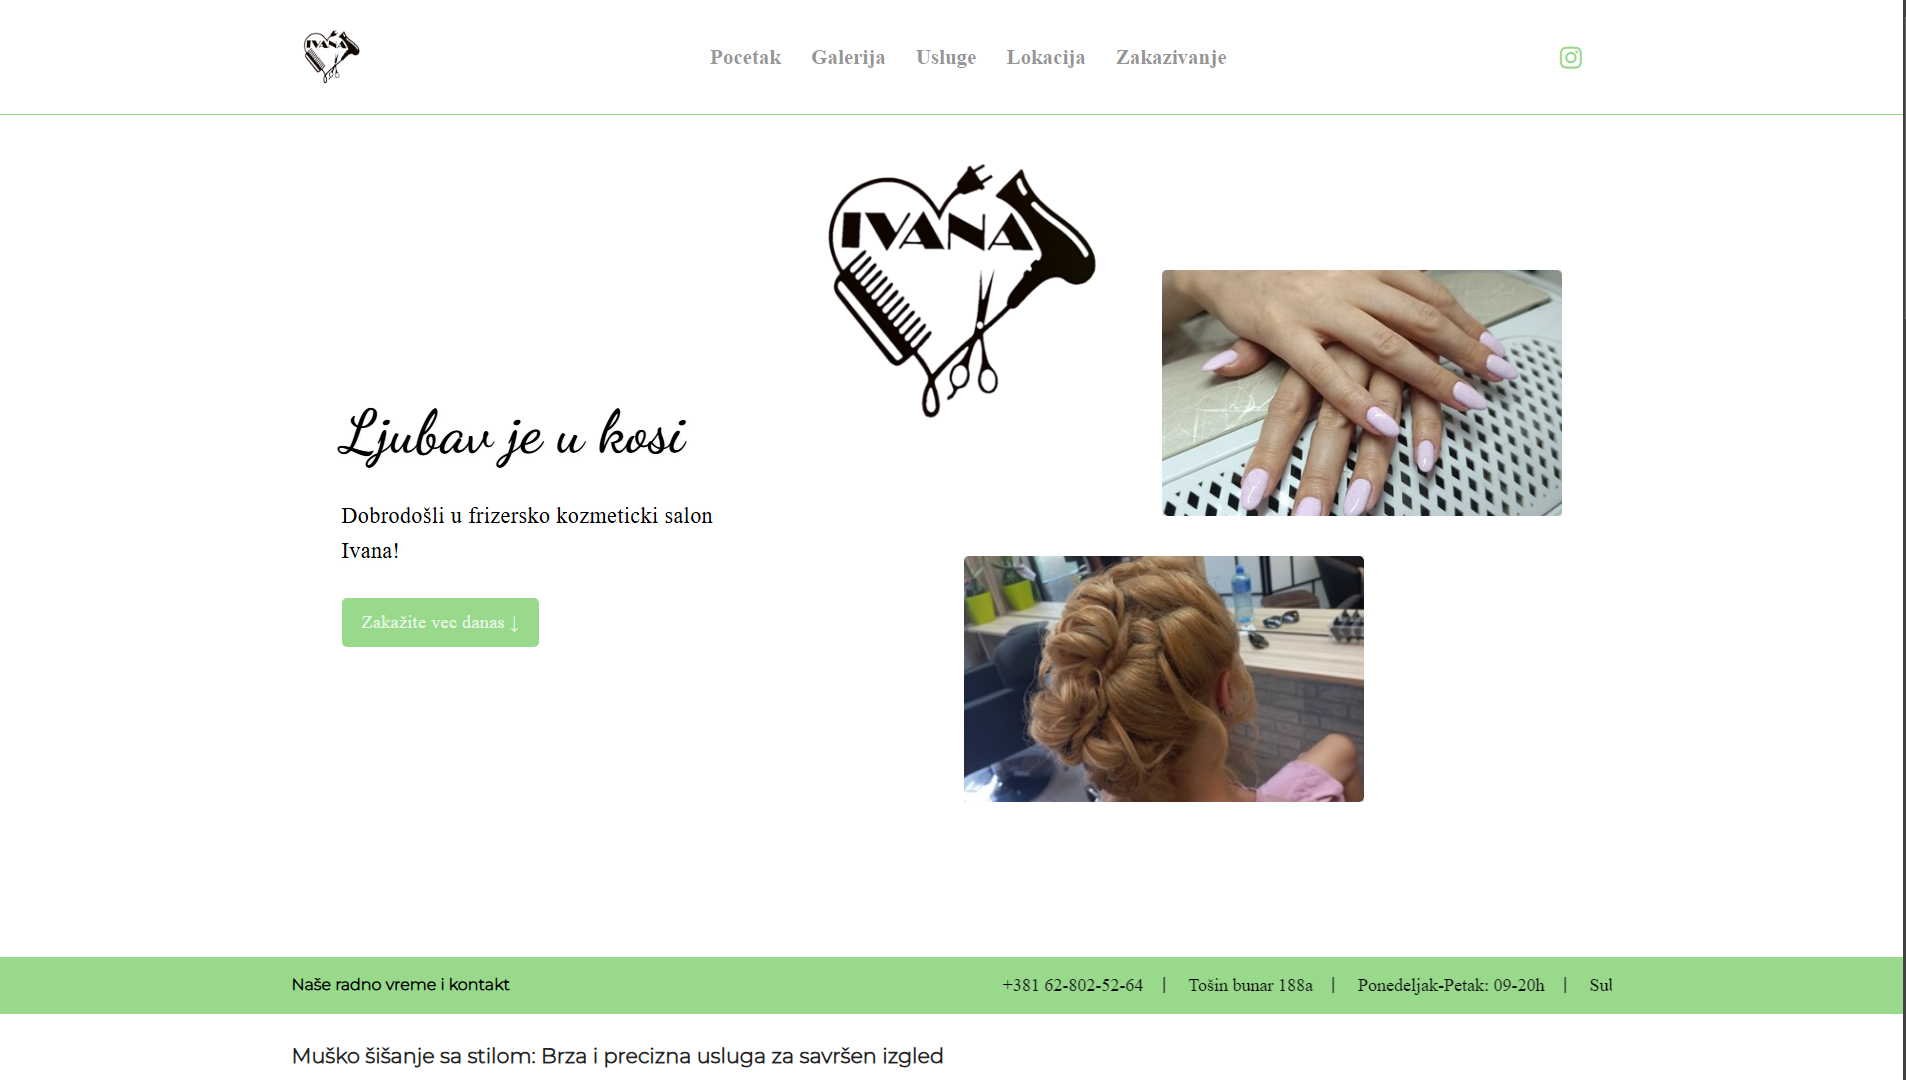 IVANA
Pocetak Galerija Usluge Lokacija Zakazivanje
IVANA
Ljubav je u kosi
Dobrodošli u frizersko kozmeticki salon
Ivana!
Zakažite vec danas ↓
Naše radno vreme i kontakt
+381 62-802-52-64 | Tošin bunar 188a | Ponedeljak-Petak: 09-20h |
Muško šišanje sa stilom: Brza i precizna usluga za savršen izgled